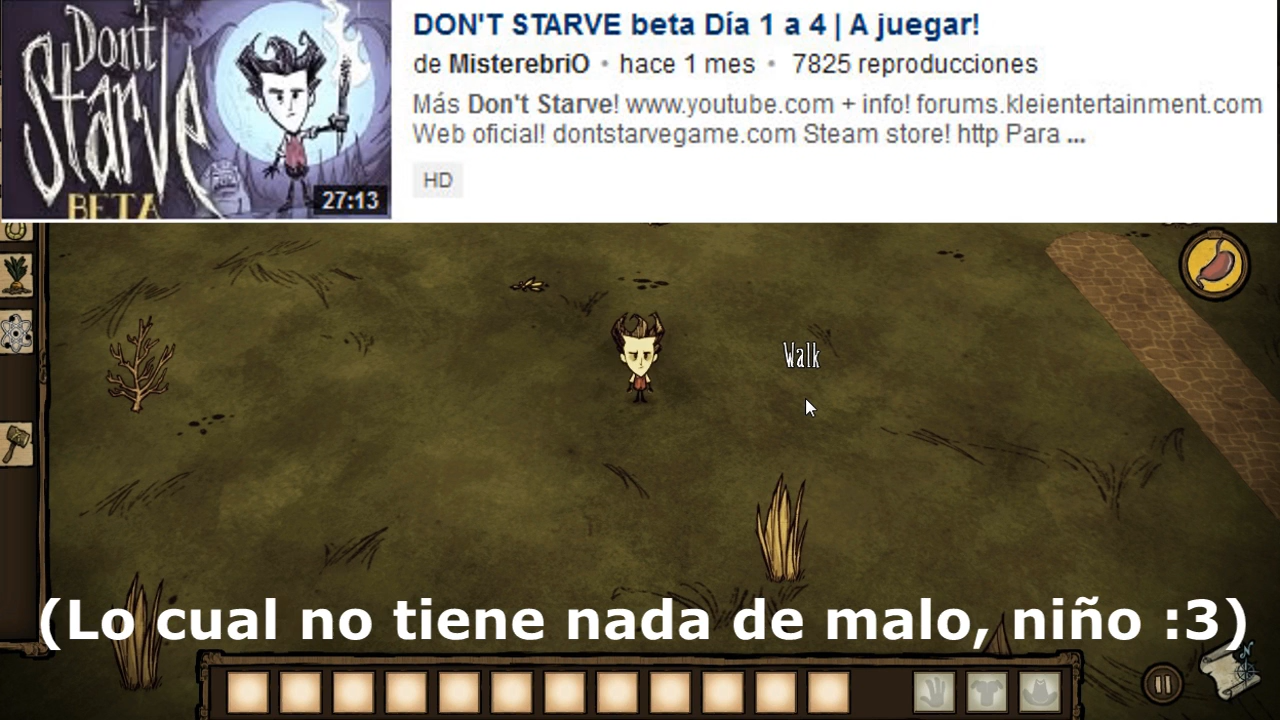 Don't
Starve
BETA
27:13
DON'T STARVE beta Día 1 a 4 | A juegar!
de MisterebriO • hace 1 mes • 7825 reproducciones
Más Don't Starve! www.youtube.com + info! forums.kleientertainment.com
Web oficial! dontstarvegame.com Steam store! http Para ...
HD
Walk
(Lo cual no tiene nada de malo, niño :3)
N